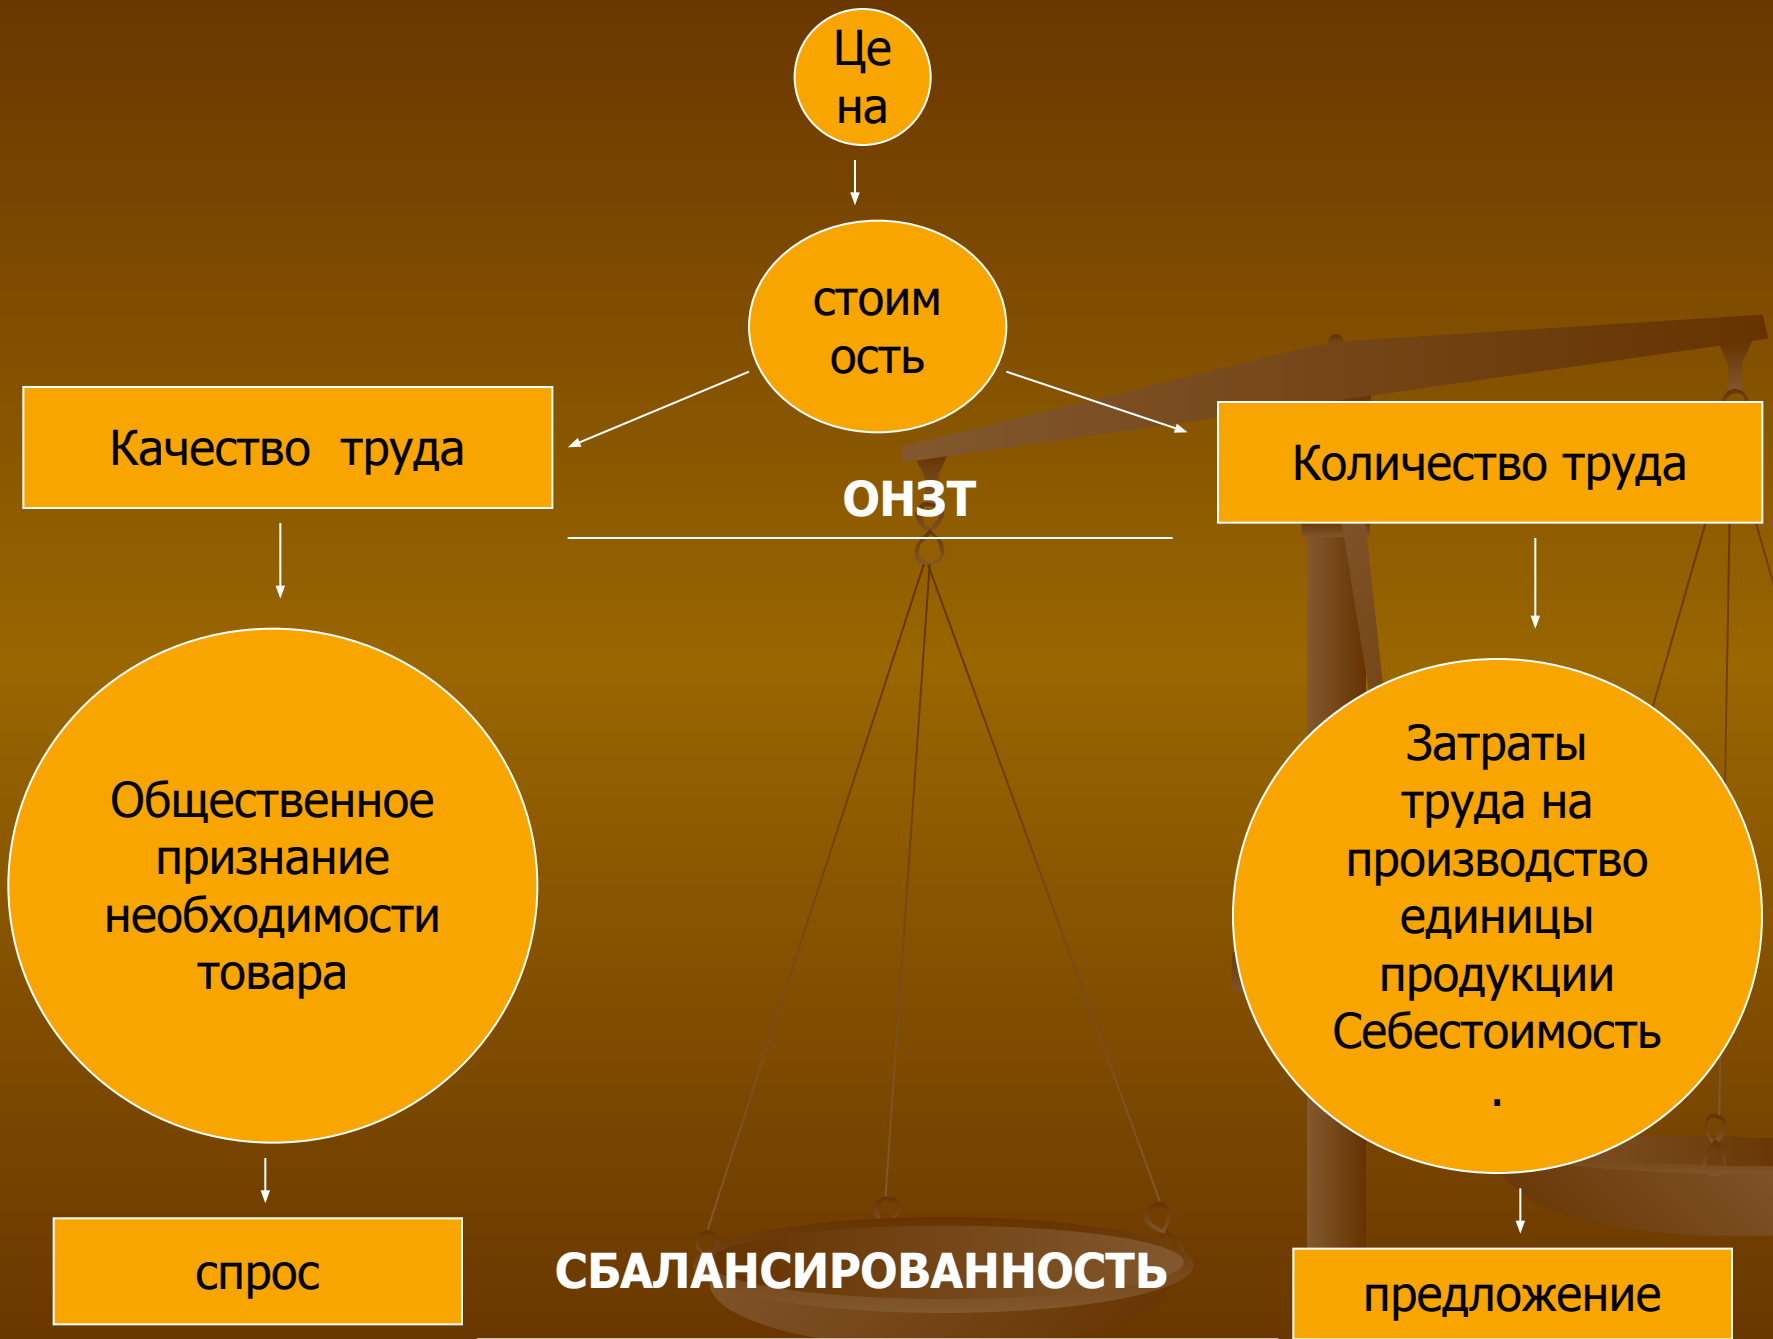 Це
на
стоим
ость
Качество труда
ОНЗТ
Количество труда
Общественное
признание
необходимости
товара
Затраты
труда на
производство
единицы
продукции
Себестоимость
.
спрос
СБАЛАНСИРОВАННОСТЬ
предложение